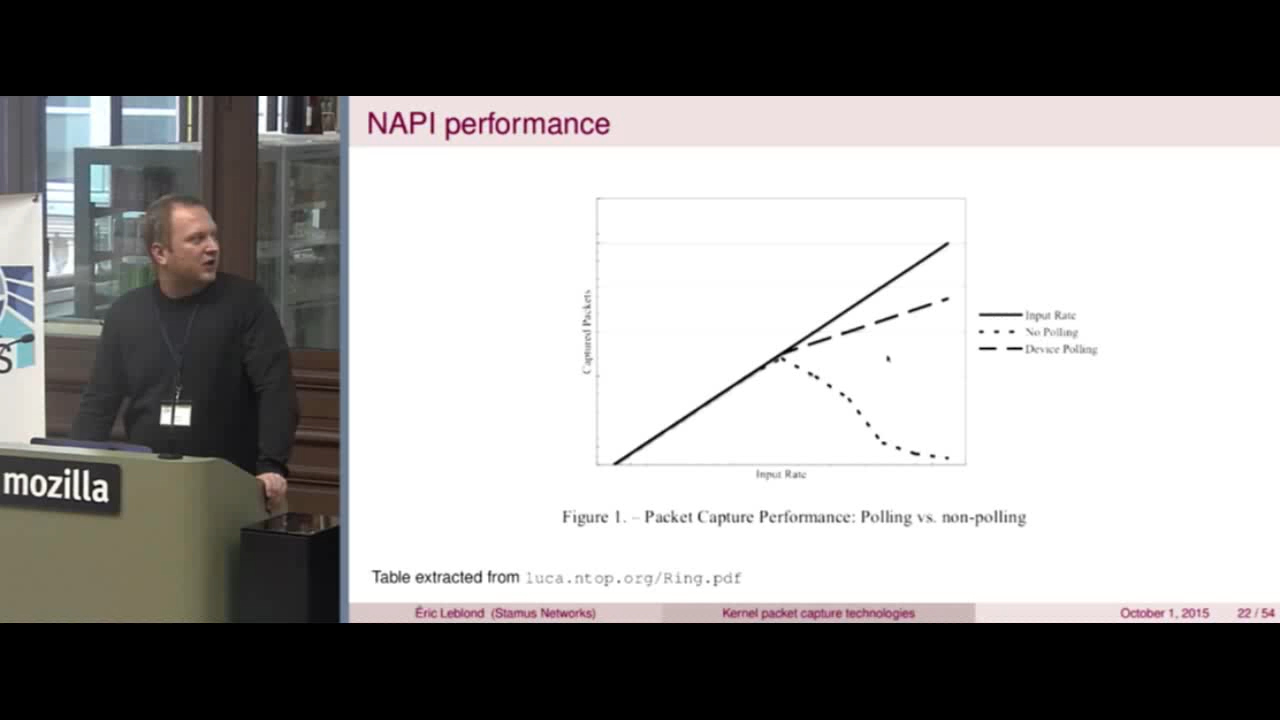 NAPI performance
Captured Packets
Input Rate
No Polling
Device Polling
Input Rate
Figure 1. – Packet Capture Performance: Polling vs. non-polling
Table extracted from luca.ntop.org/Ring.pdf
Éric Leblond (Stamus Networks) Kernel packet capture technologies October 1, 2015 22 / 54
mozilla
S